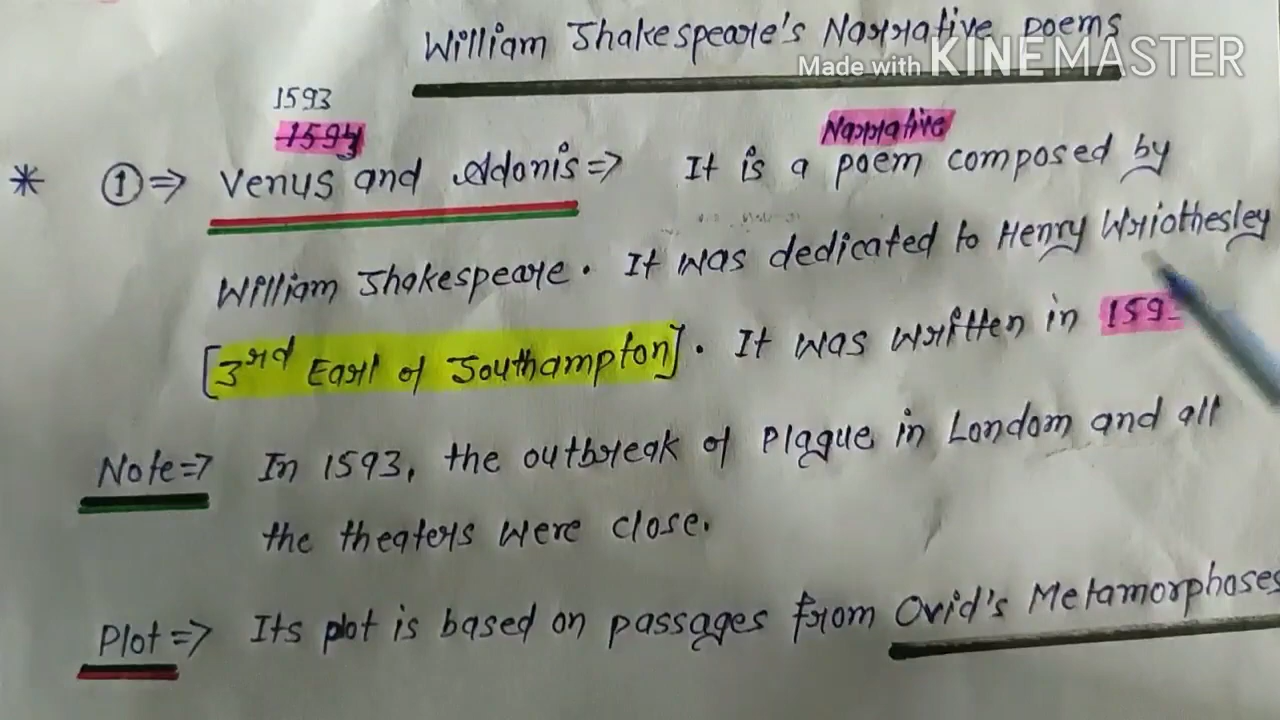 William Shakespeare's Narrative poems
Made with KINEMASTER
1593
1594 Narrative
* ① ⇒ Venus and Adonis ⇒ It is a poem composed by
William Shakespeare. It was dedicated to Henry Wriothesley
[3rd Earl of Southampton]. It was written in 159
Note ⇒ In 1593, the outbreak of Plague in London and all
the theaters were close.
Plot ⇒ Its plot is based on passages from Ovid's Metamorphoses